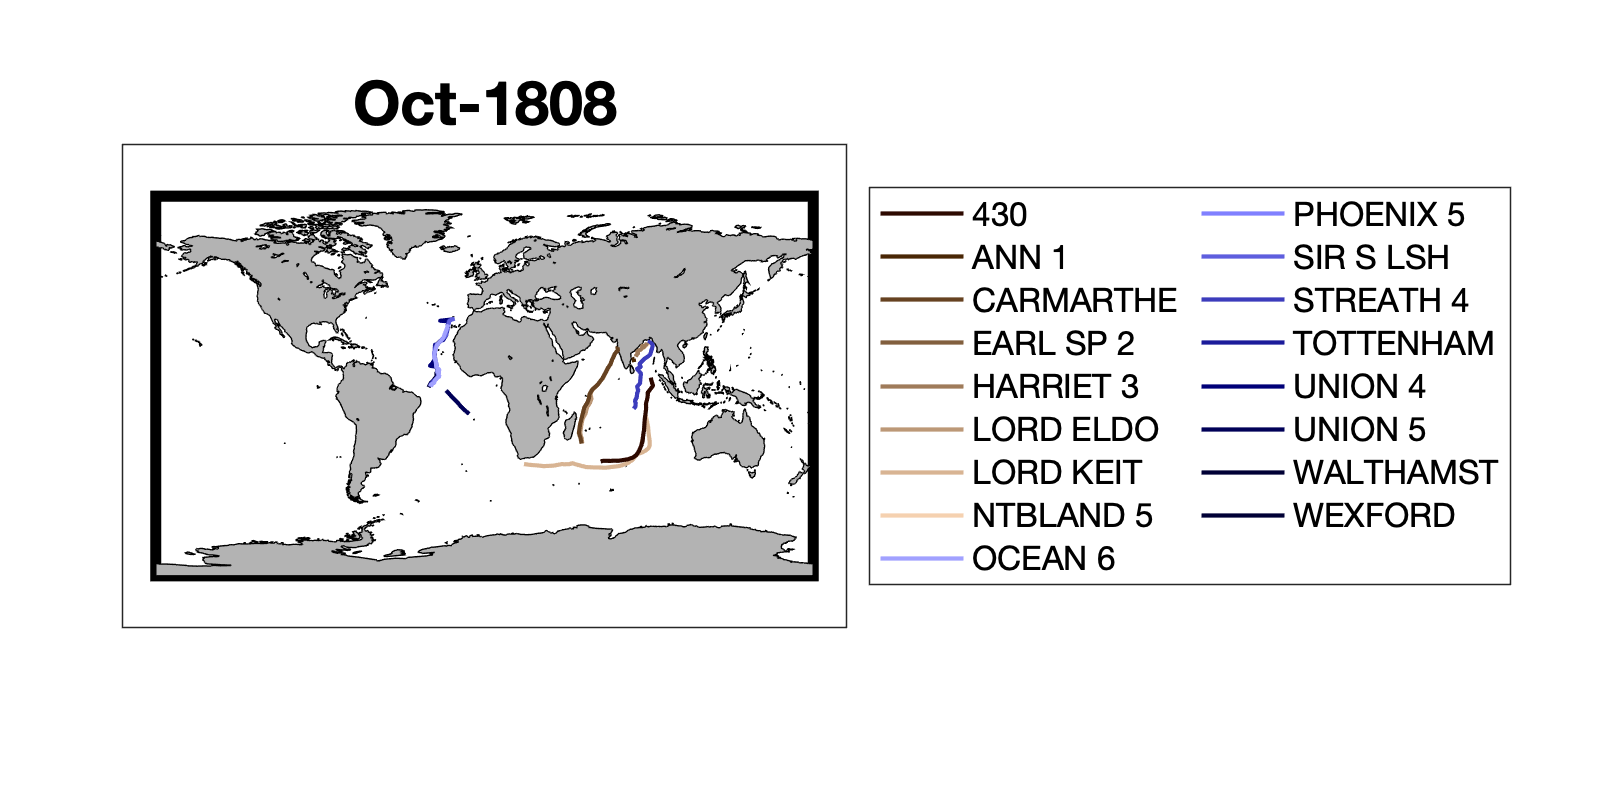 Oct-1808
430
ANN 1
CARMARTHE
EARL SP 2
HARRIET 3
LORD ELDO
LORD KEIT
NTBLAND 5
OCEAN 6
PHOENIX 5
SIR S LSH
STREATH 4
TOTTENHAM
UNION 4
UNION 5
WALTHAMST
WEXFORD